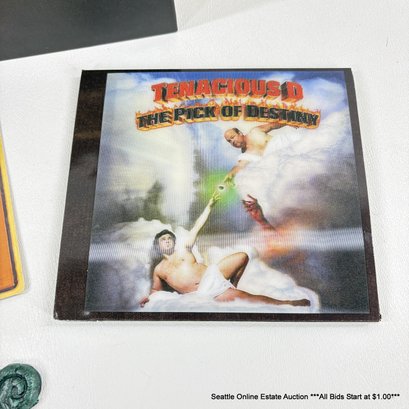 TENACIOUS D
THE PICK OF DESTINY
Seattle Online Estate Auction ***All Bids Start at $1.00***